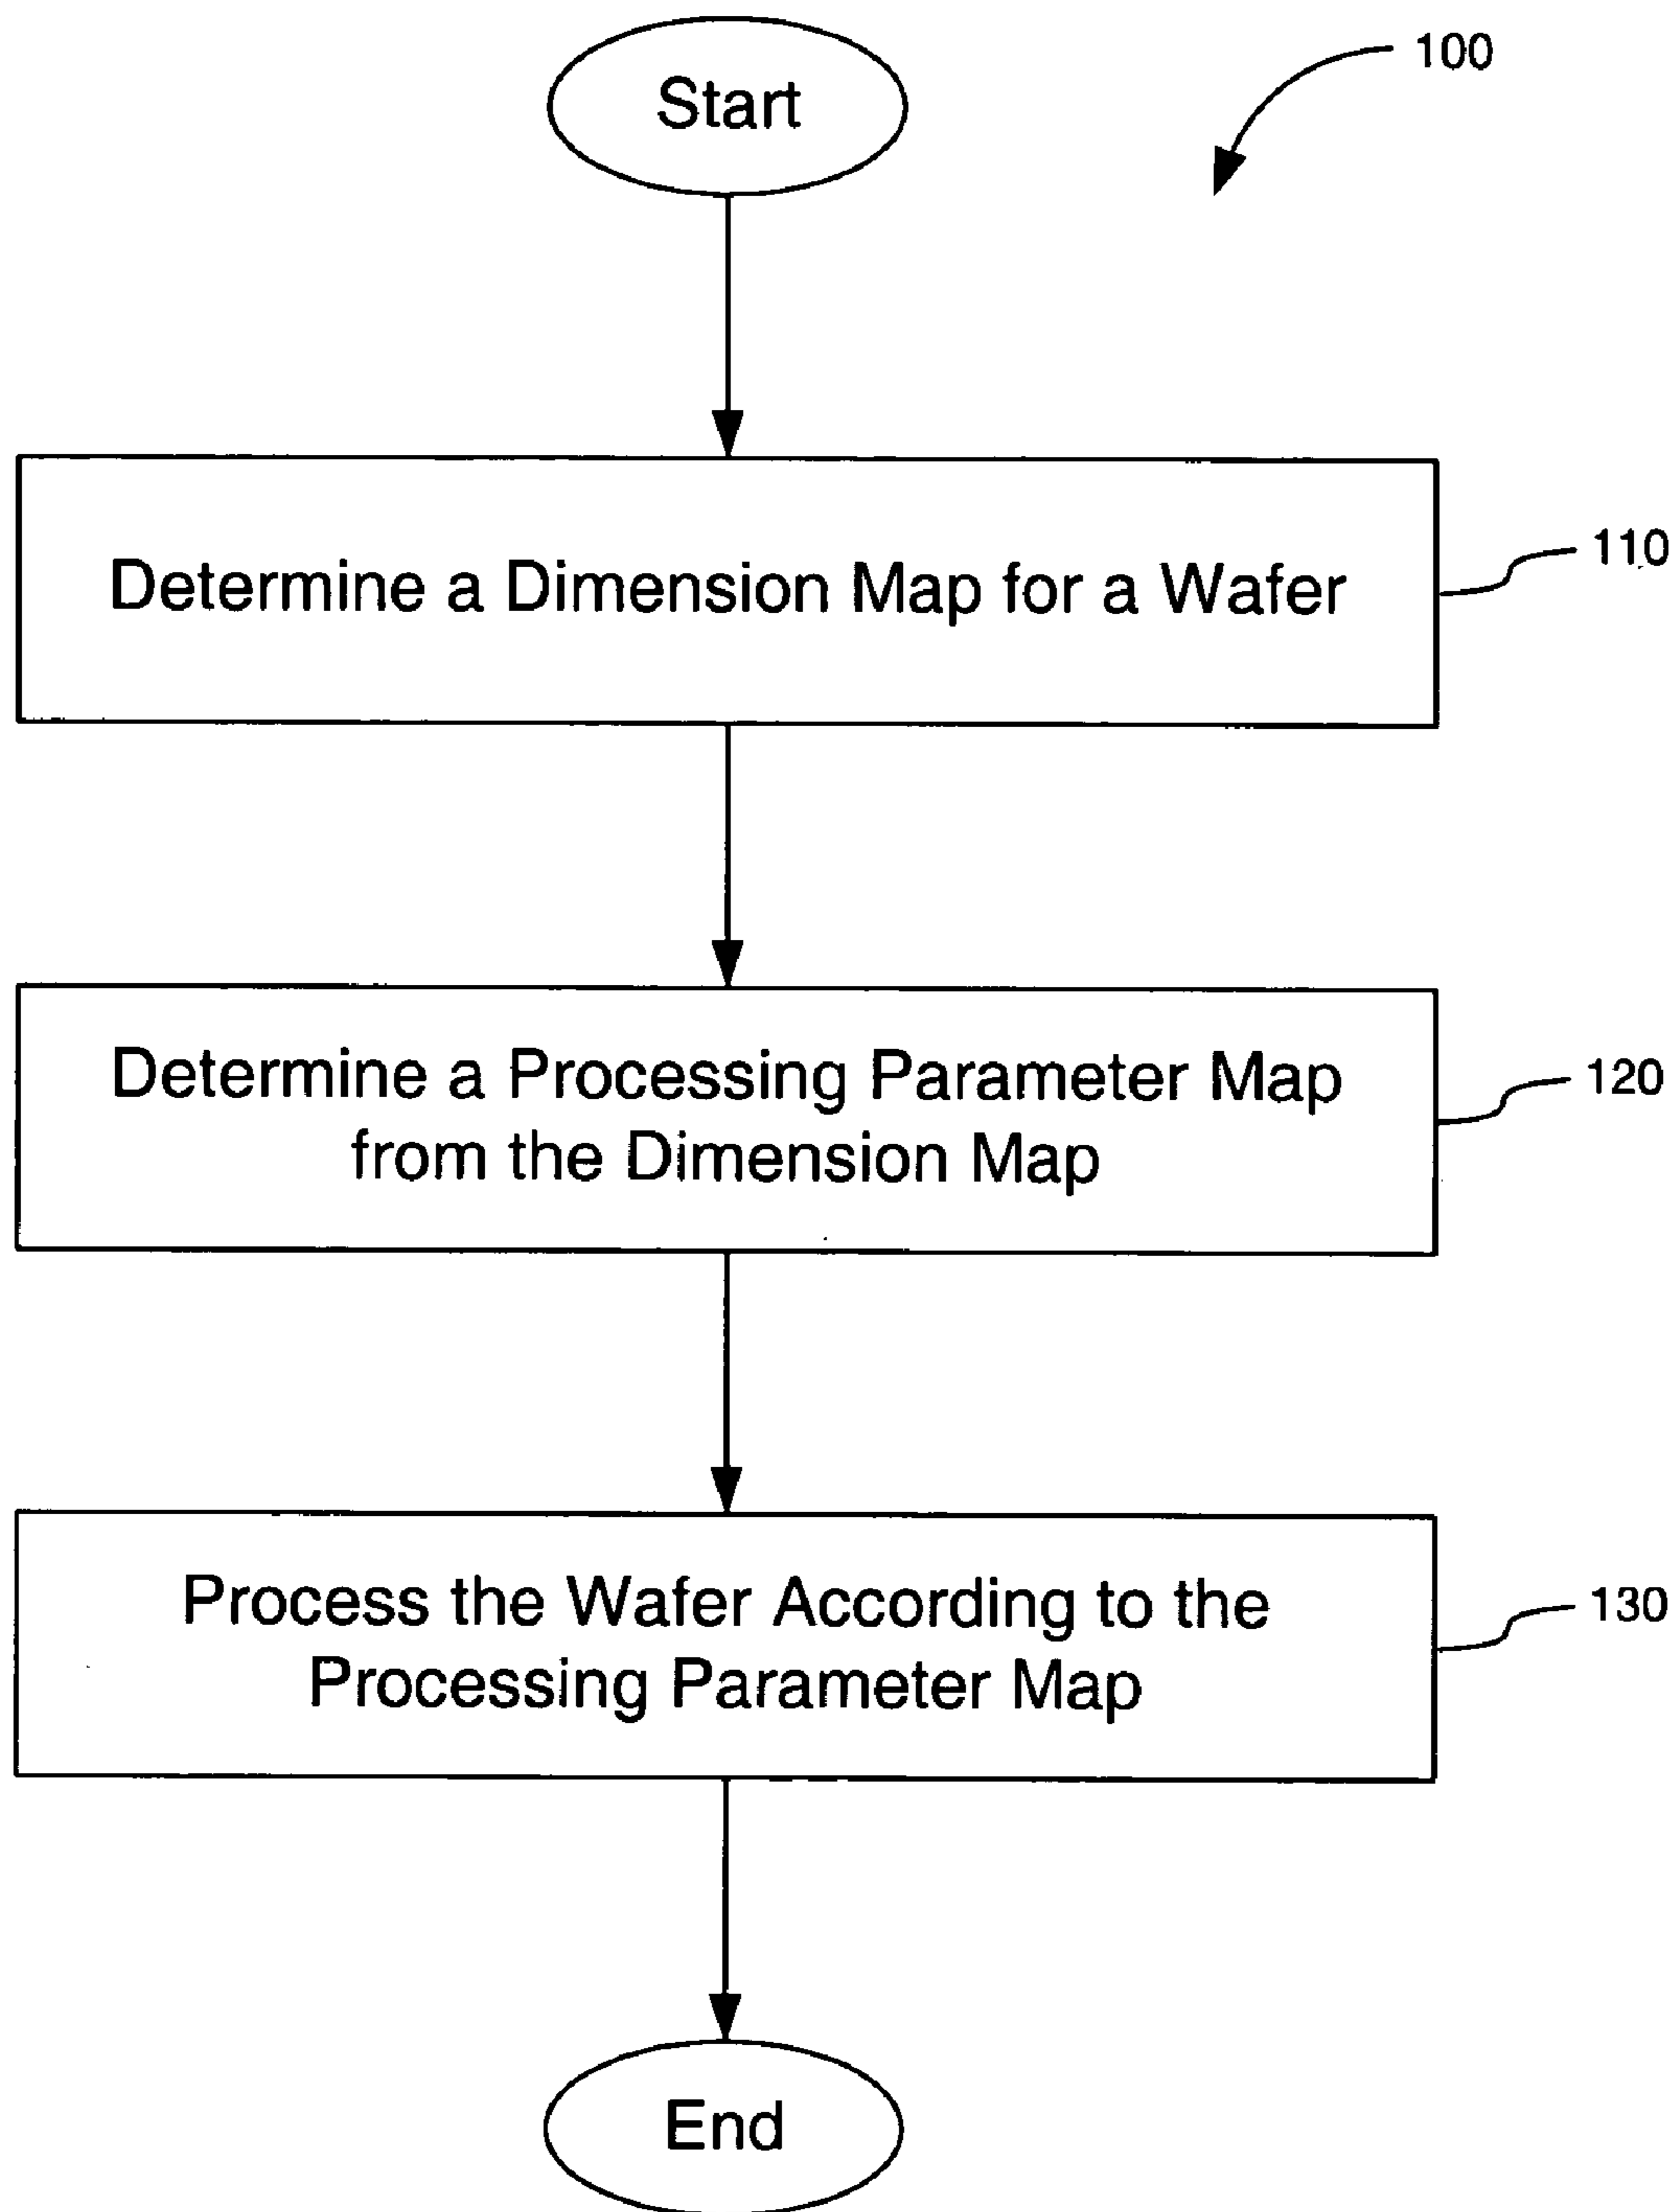 Start
100
Determine a Dimension Map for a Wafer
110
Determine a Processing Parameter Map
from the Dimension Map
120
Process the Wafer According to the
Processing Parameter Map
130
End